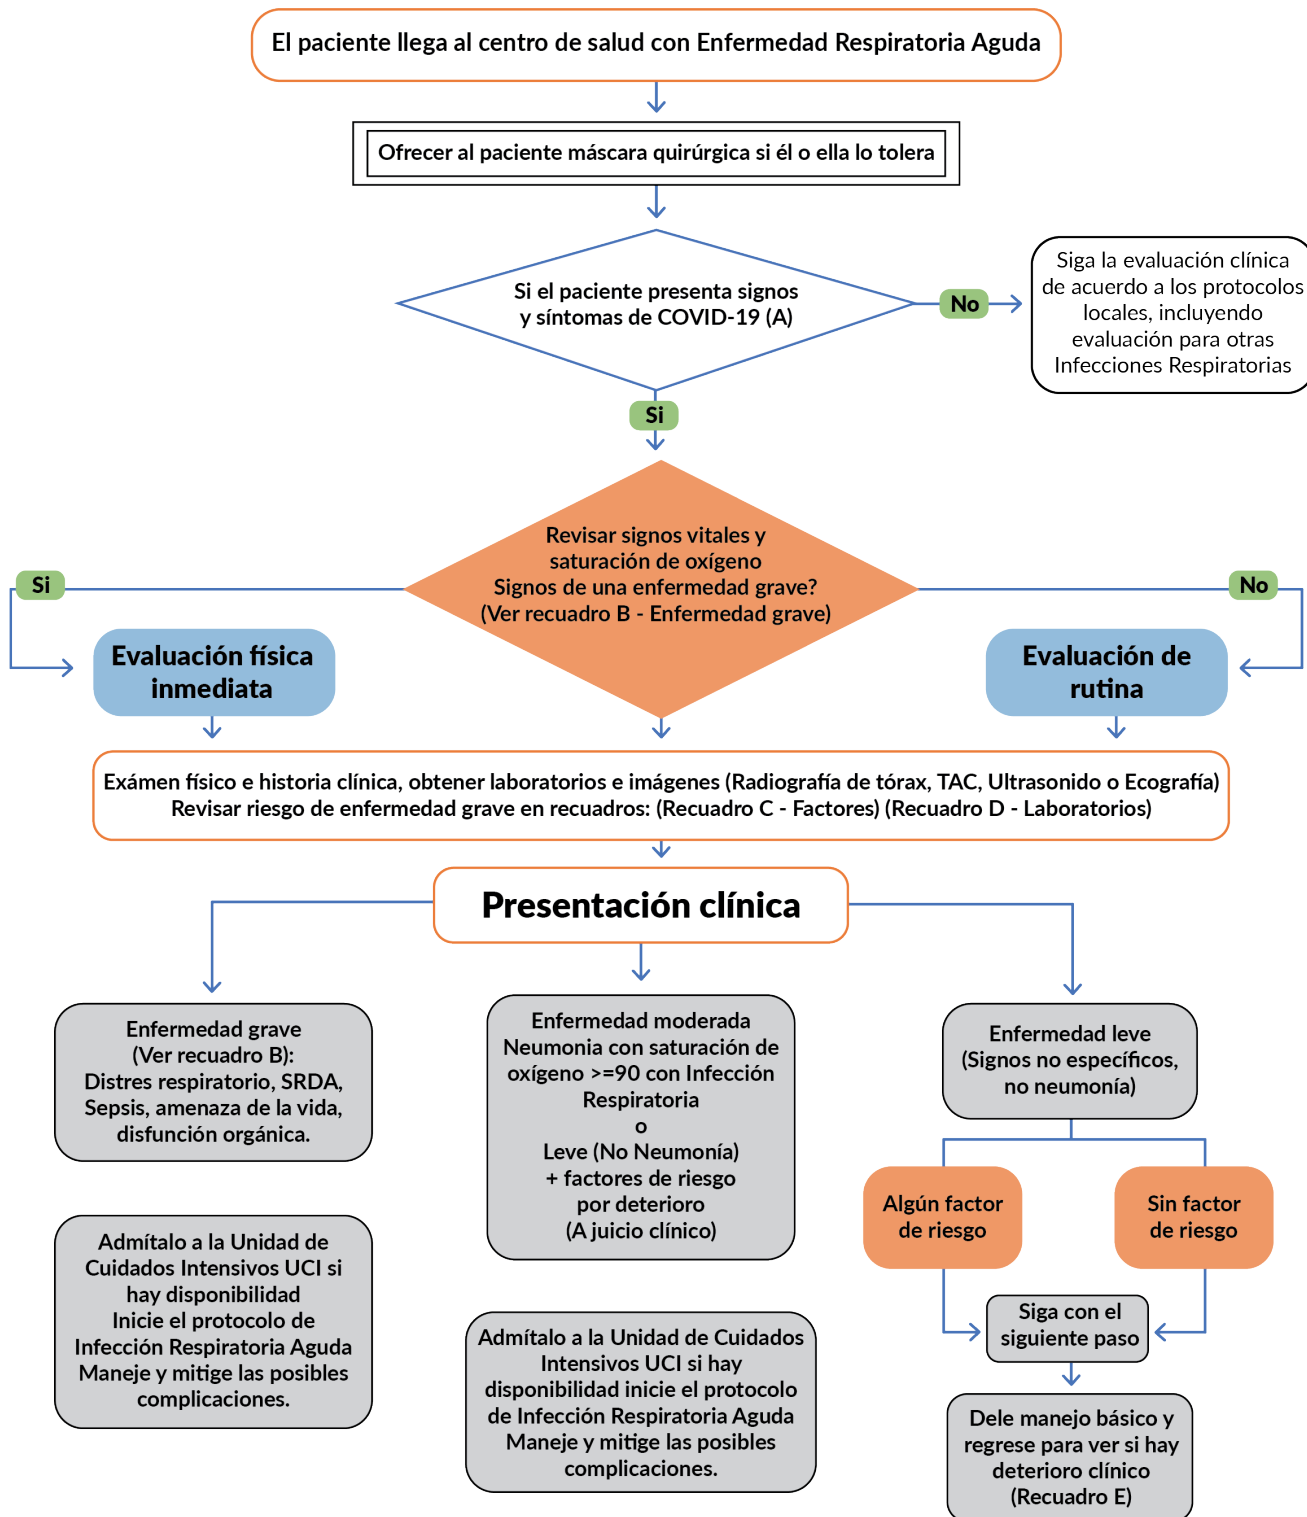 El paciente llega al centro de salud con Enfermedad Respiratoria Aguda
Ofrecer al paciente máscara quirúrgica si él o ella lo tolera
Si el paciente presenta signos
y síntomas de COVID-19 (A)
No
Siga la evaluación clínica
de acuerdo a los protocolos
locales, incluyendo
evaluación para otras
Infecciones Respiratorias
Si
Revisar signos vitales y
saturación de oxígeno
Signos de una enfermedad grave?
(Ver recuadro B - Enfermedad grave)
Si
No
Evaluación física
inmediata
Evaluación de
rutina
Exámen físico e historia clínica, obtener laboratorios e imágenes (Radiografía de tórax, TAC, Ultrasonido o Ecografía)
Revisar riesgo de enfermedad grave en recuadros: (Recuadro C - Factores) (Recuadro D - Laboratorios)
Presentación clínica
Enfermedad grave
(Ver recuadro B):
Distres respiratorio, SRDA,
Sepsis, amenaza de la vida,
disfunción orgánica.
Admítalo a la Unidad de
Cuidados Intensivos UCI si
hay disponibilidad
Inicie el protocolo de
Infección Respiratoria Aguda
Maneje y mitige las posibles
complicaciones.
Enfermedad moderada
Neumonia con saturación de
oxígeno >=90 con Infección
Respiratoria
o
Leve (No Neumonía)
+ factores de riesgo
por deterioro
(A juicio clínico)
Admítalo a la Unidad de Cuidados
Intensivos UCI si hay
disponibilidad inicie el protocolo
de Infección Respiratoria Aguda
Maneje y mitige las posibles
complicaciones.
Enfermedad leve
(Signos no específicos,
no neumonía)
Algún factor
de riesgo
Sin factor
de riesgo
Siga con el
siguiente paso
Dele manejo básico y
regrese para ver si hay
deterioro clínico
(Recuadro E)